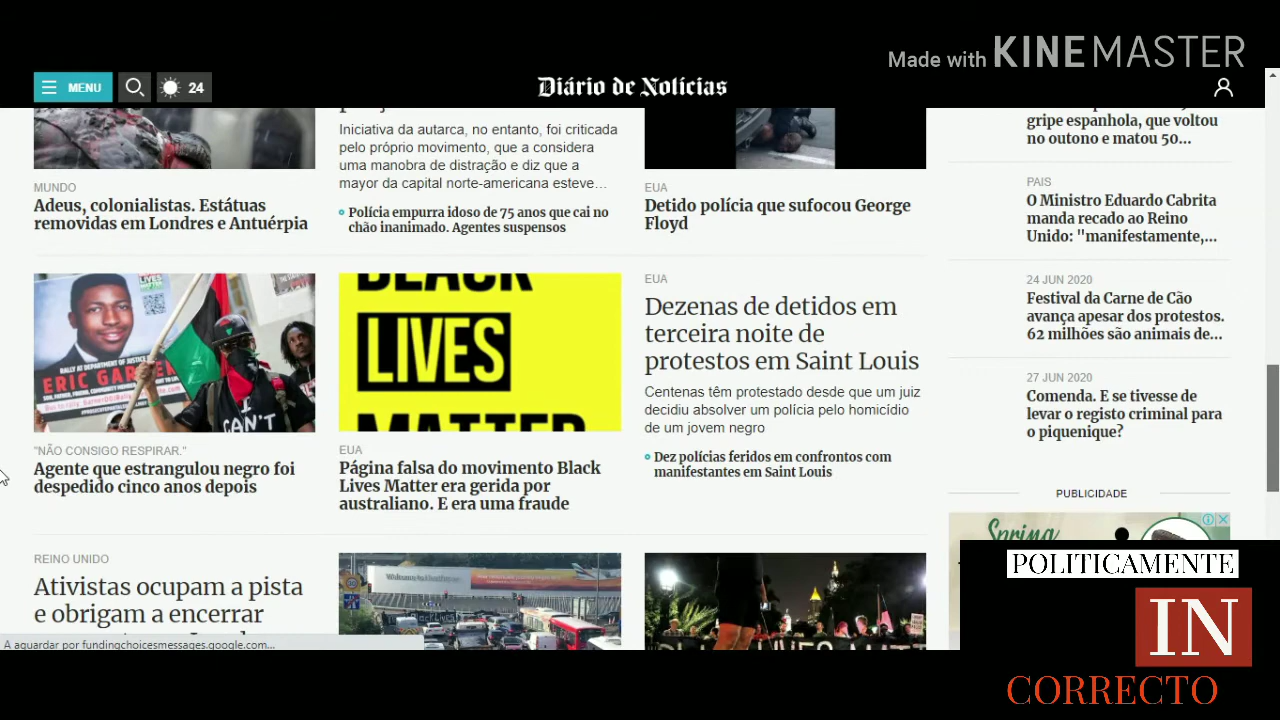 Made with KINEMASTER
MENU
24
Diário de Notícias
Iniciativa da autarca, no entanto, foi criticada
pelo próprio movimento, que a considera
uma manobra de distração e diz que a
mayor da capital norte-americana esteve...
Polícia empurra idoso de 75 anos que cai no
chão inanimado. Agentes suspensos
MUNDO
Adeus, colonialistas. Estátuas
removidas em Londres e Antuérpia
EUA
Detido polícia que sufocou George
Floyd
gripe espanhola, que voltou
no outono e matou 50...
PAIS
O Ministro Eduardo Cabrita
manda recado ao Reino
Unido: "manifestamente,...
24 JUN 2020
Festival da Carne de Cão
avança apesar dos protestos.
62 milhões são animais de...
27 JUN 2020
Comenda. E se tivesse de
levar o registo criminal para
o piquenique?
PUBLICIDADE
Spring
LIVES MATTER
RALLY AT DEPARTMENT OF JUSTICE
I CAN'T
"NÃO CONSIGO RESPIRAR."
Agente que estrangulou negro foi
despedido cinco anos depois
BLACK
LIVES
MATTER
EUA
Página falsa do movimento Black
Lives Matter era gerida por
australiano. E era uma fraude
EUA
Dezenas de detidos em
terceira noite de
protestos em Saint Louis
Centenas têm protestado desde que um juiz
decidiu absolver um polícia pelo homicídio
de um jovem negro
Dez polícias feridos em confrontos com
manifestantes em Saint Louis
REINO UNIDO
Ativistas ocupam a pista
e obrigam a encerrar
A aguardar por fundingchoicesmessages.google.com...
POLITICAMENTE
IN
CORRECTO